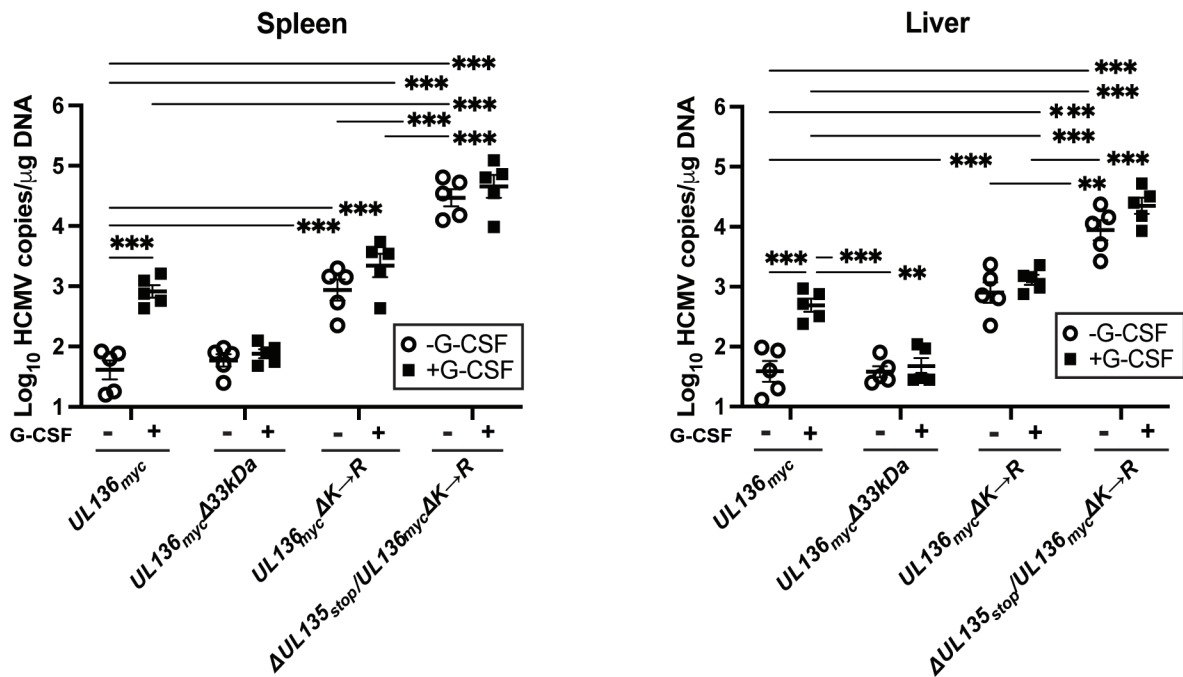 Spleen
***
***
***
***
***
***
***
***
Log10 HCMV copies/μg DNA
6
5
4
3
2
1
-G-CSF
+G-CSF
G-CSF - + - + - + - +
UL136myc
UL136mycΔ33kDa
UL136mycΔK→R
ΔUL135stop/UL136mycΔK→R
Liver
***
***
***
***
*** ***
**
*** ***
**
Log10 HCMV copies/μg DNA
6
5
4
3
2
1
-G-CSF
+G-CSF
G-CSF - + - + - + - +
UL136myc
UL136mycΔ33kDa
UL136mycΔK→R
ΔUL135stop/UL136mycΔK→R